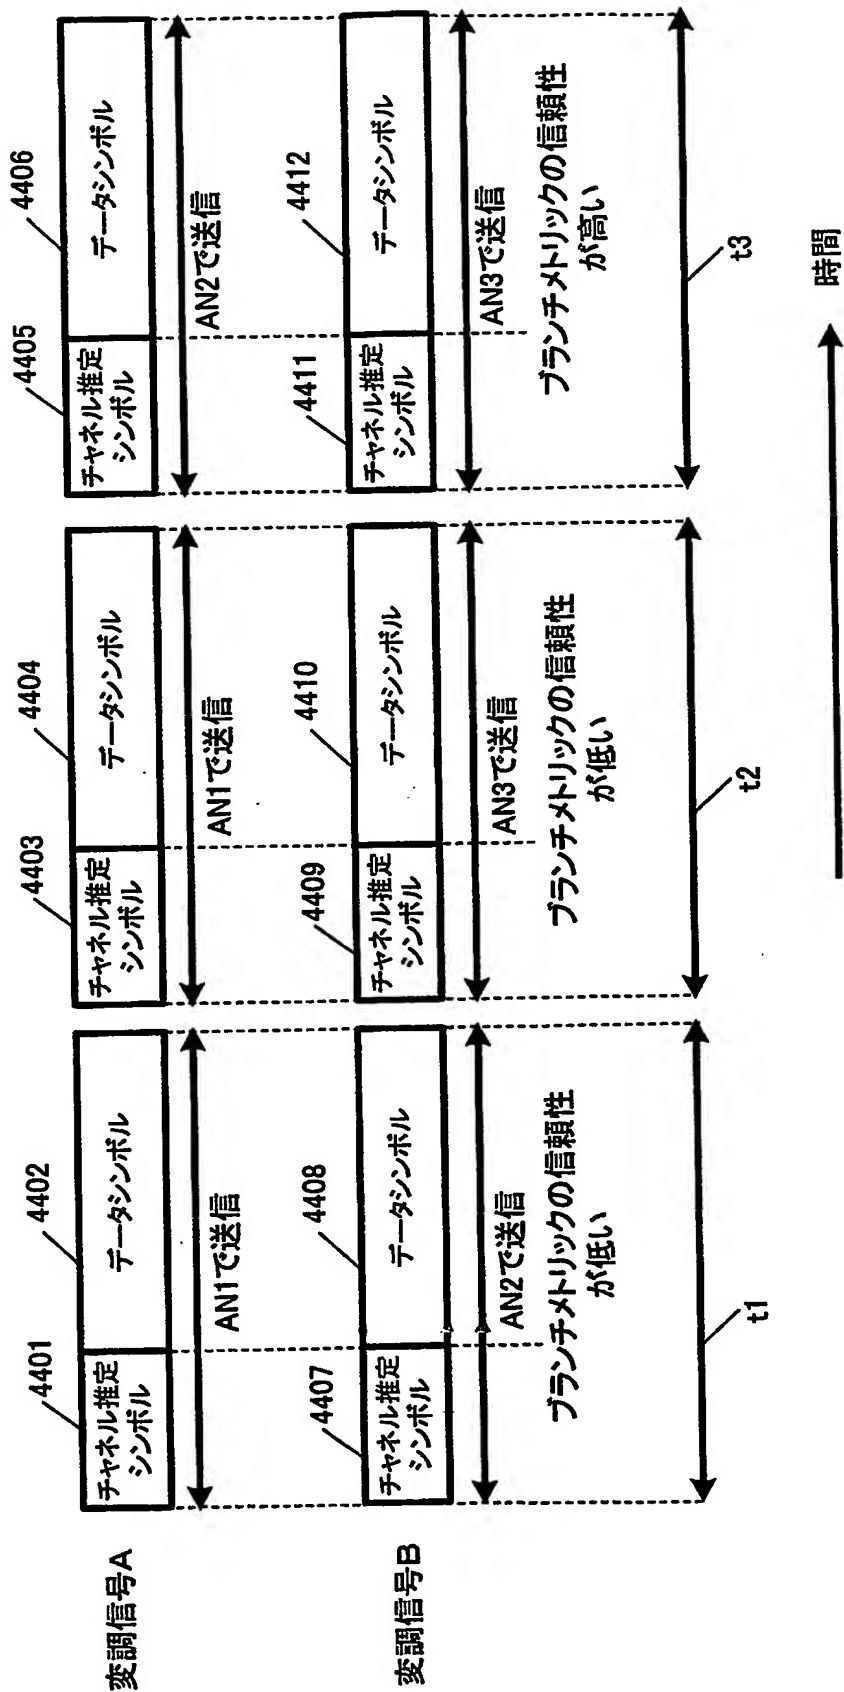 変調信号A
4401
チャネル推定
シンボル
4402
データシンボル
4403
チャネル推定
シンボル
4404
データシンボル
4405
チャネル推定
シンボル
4406
データシンボル
AN1で送信
AN1で送信
AN2で送信
変調信号B
4407
チャネル推定
シンボル
4408
データシンボル
4409
チャネル推定
シンボル
4410
データシンボル
4411
チャネル推定
シンボル
4412
データシンボル
AN2で送信
AN3で送信
AN3で送信
ブランチメトリックの信頼性
が低い
ブランチメトリックの信頼性
が低い
ブランチメトリックの信頼性
が高い
t1
t2
t3
時間